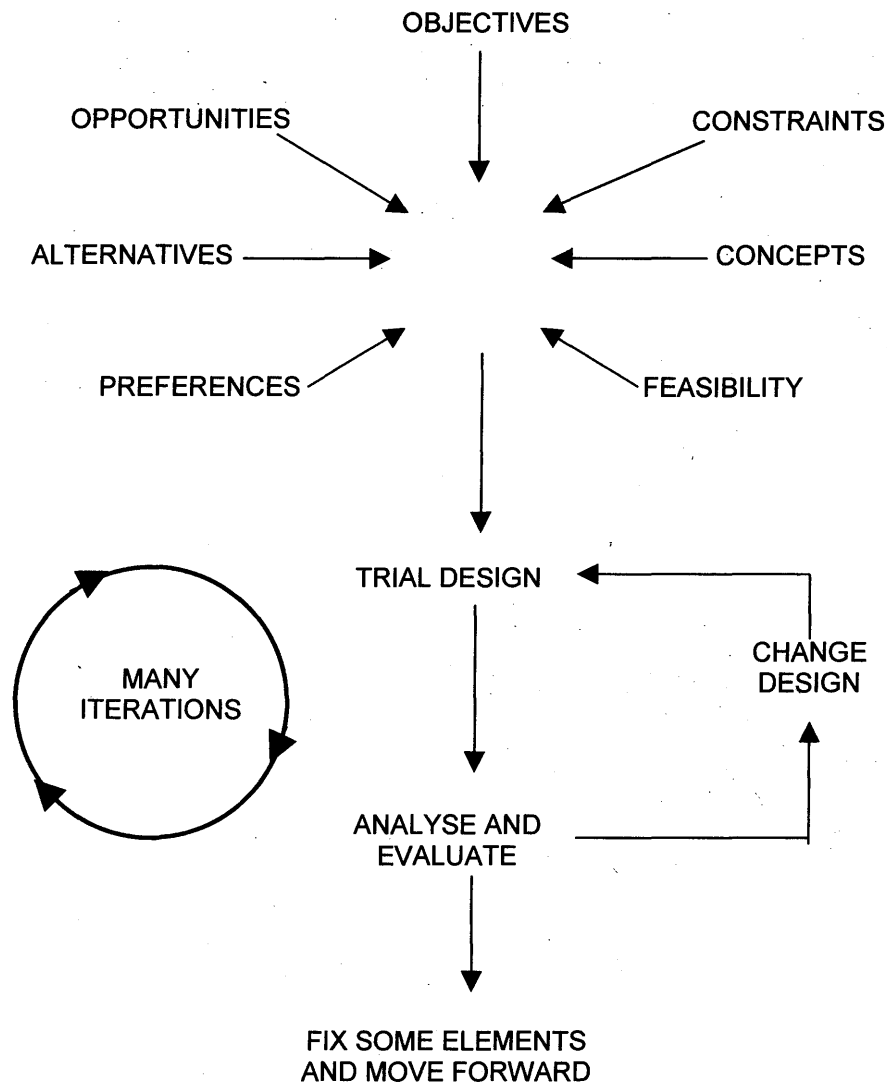 OBJECTIVES
OPPORTUNITIES
CONSTRAINTS
ALTERNATIVES
CONCEPTS
PREFERENCES
FEASIBILITY
TRIAL DESIGN
CHANGE
DESIGN
MANY
ITERATIONS
ANALYSE AND
EVALUATE
FIX SOME ELEMENTS
AND MOVE FORWARD